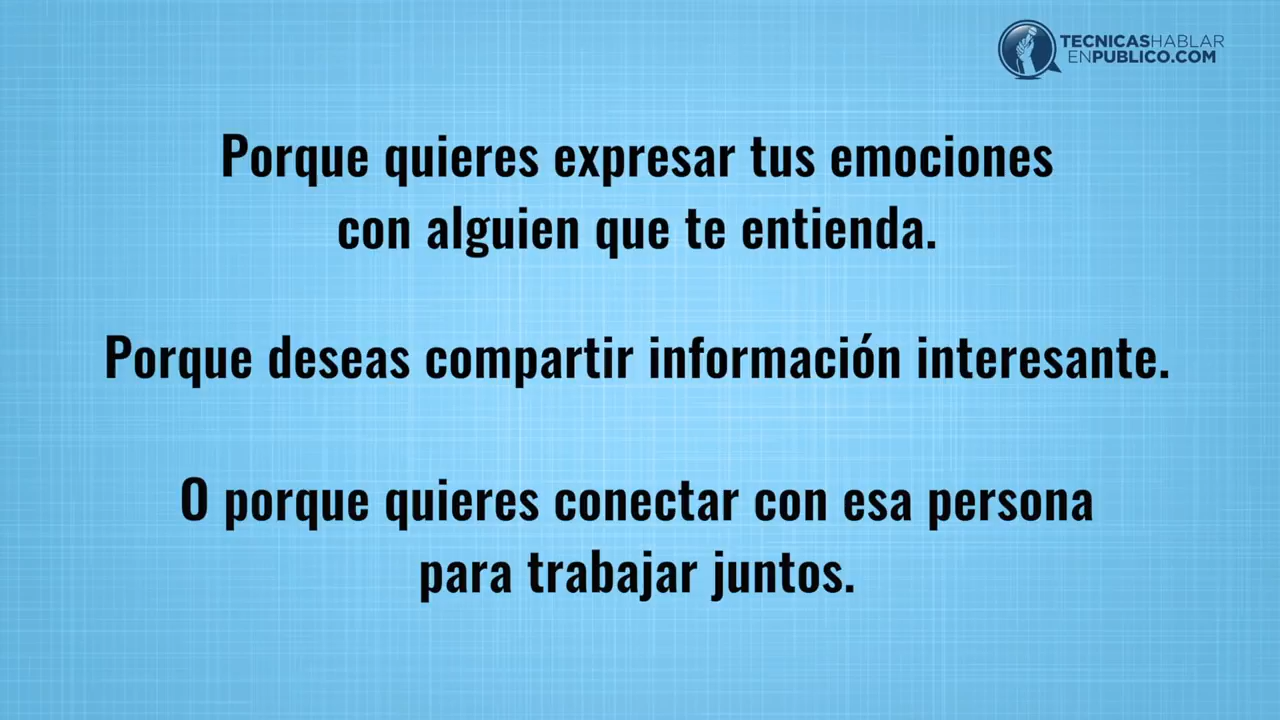 TECNICASHABLAR
ENPUBLICO.COM
Porque quieres expresar tus emociones
con alguien que te entienda.
Porque deseas compartir información interesante.
O porque quieres conectar con esa persona
para trabajar juntos.